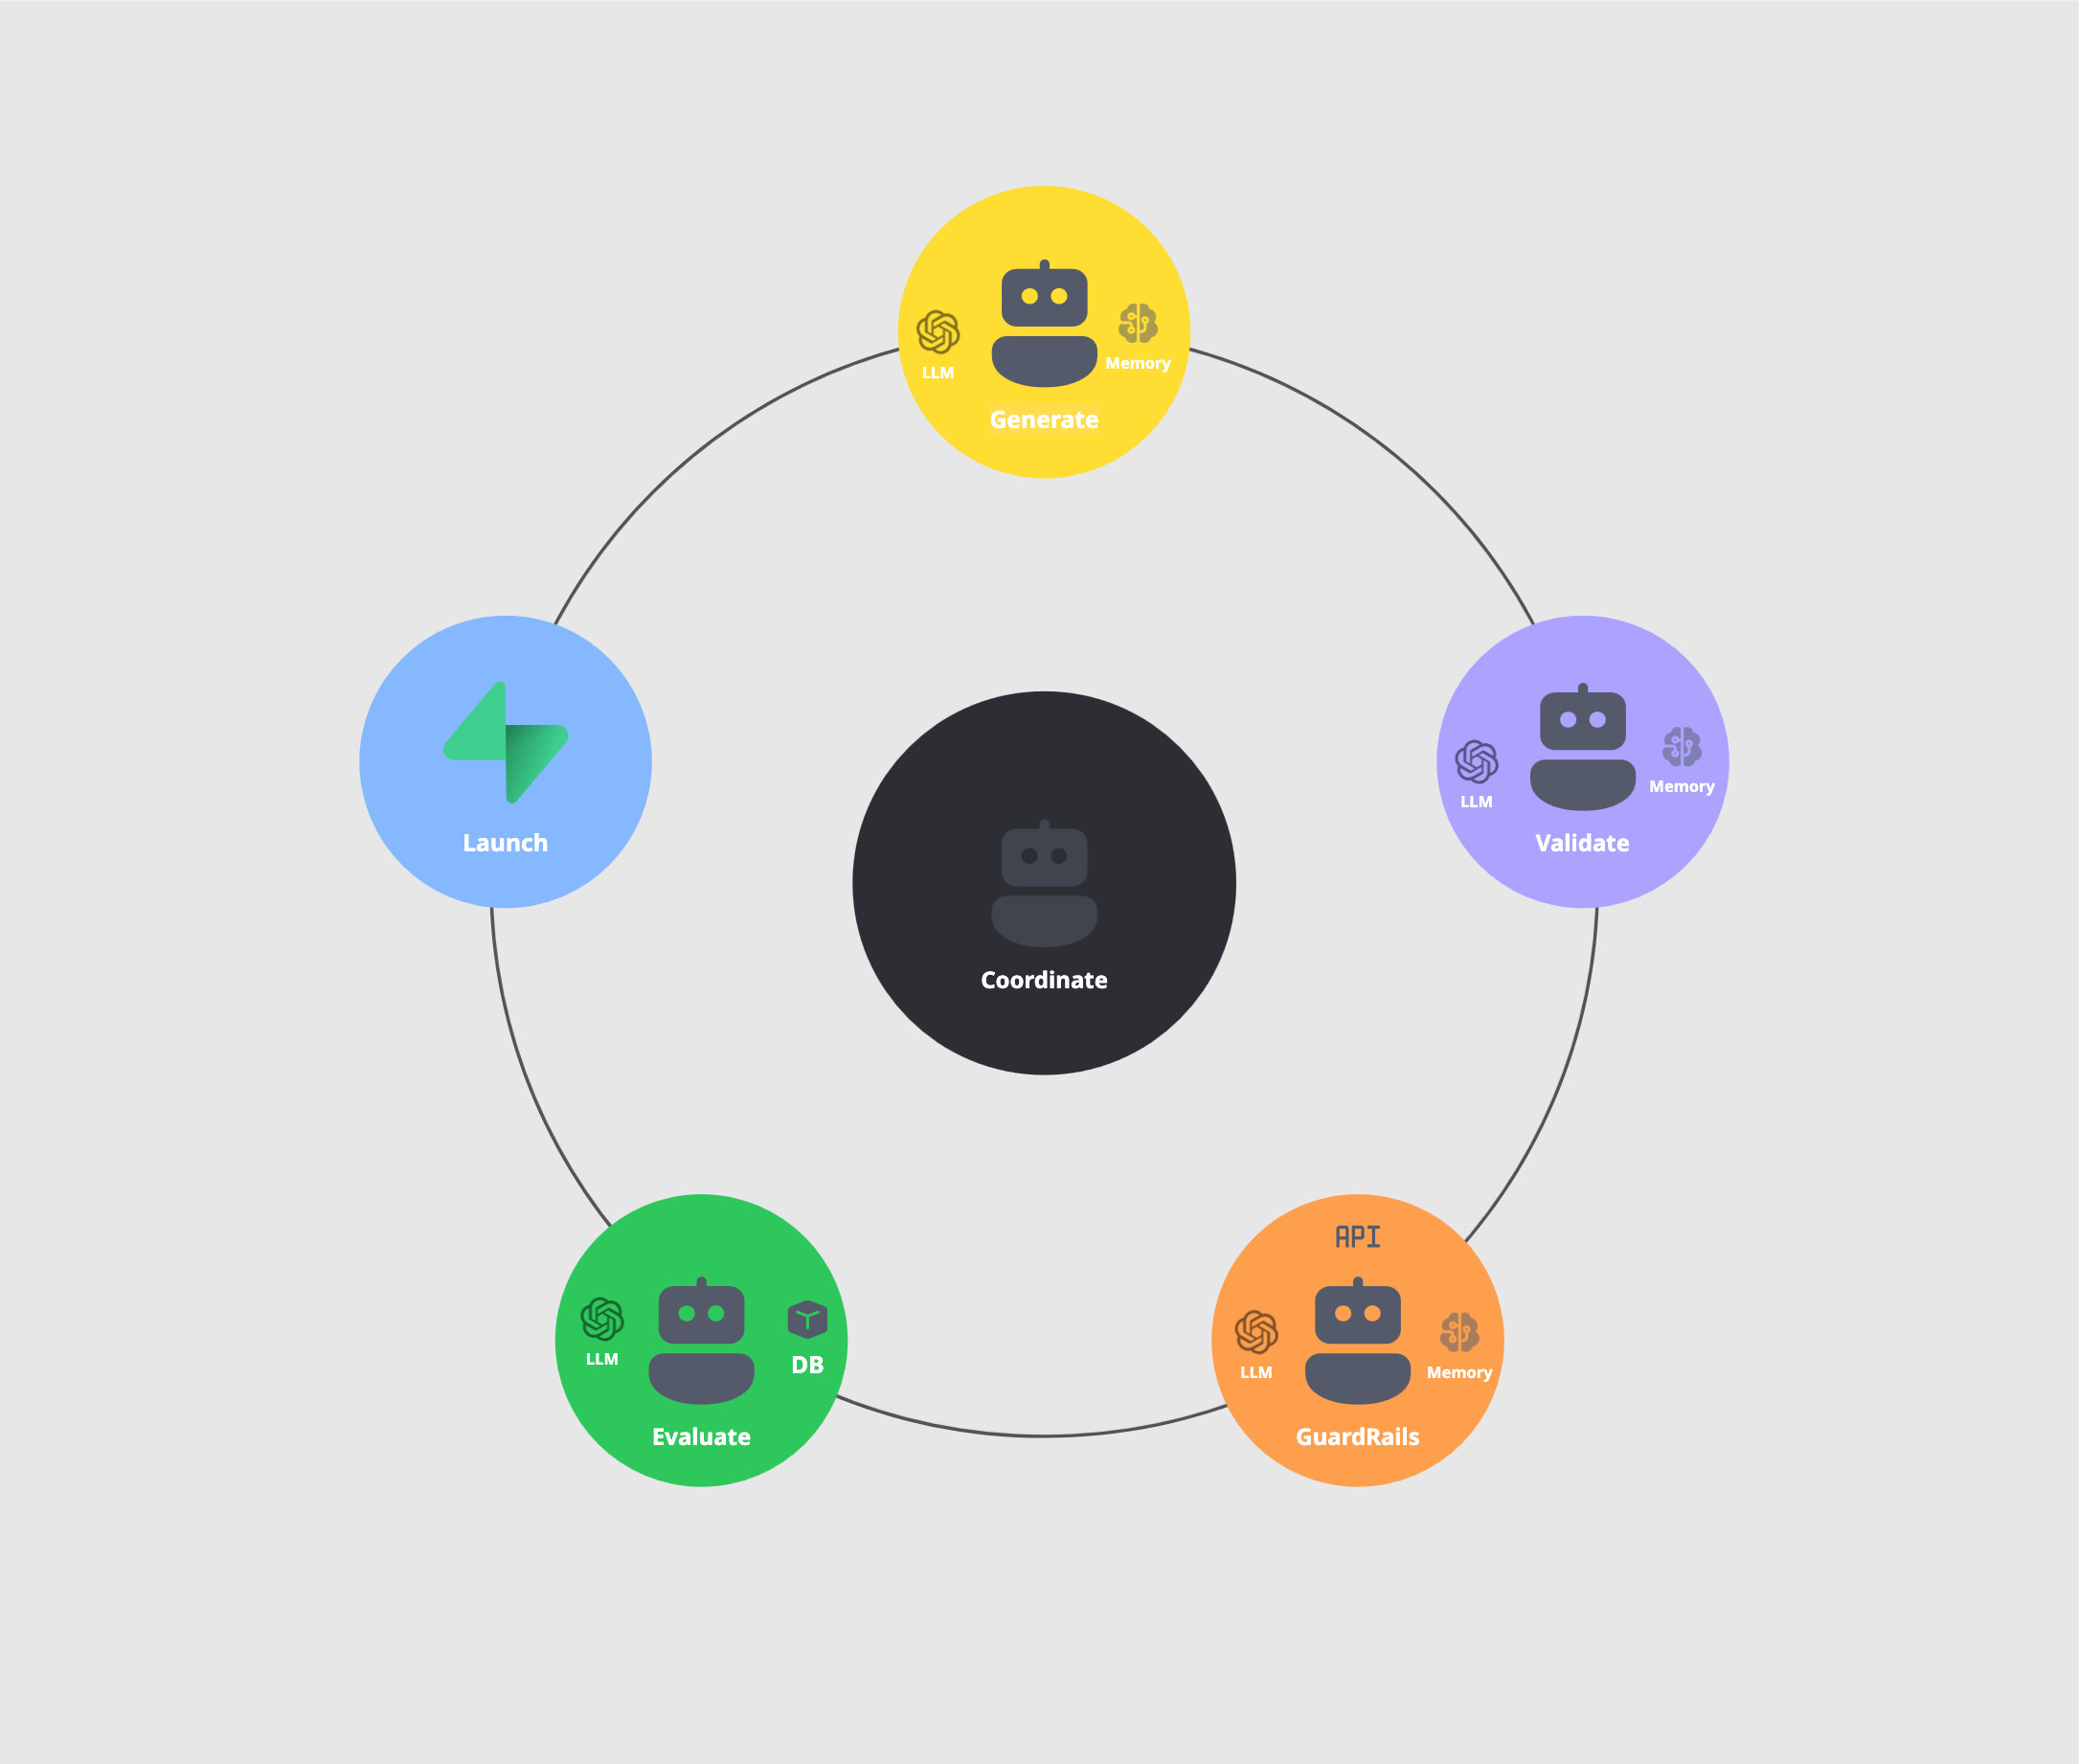 Generate
LLM
Memory
Launch
Validate
LLM
Memory
Coordinate
API
LLM
Memory
GuardRails
LLM
DB
Evaluate